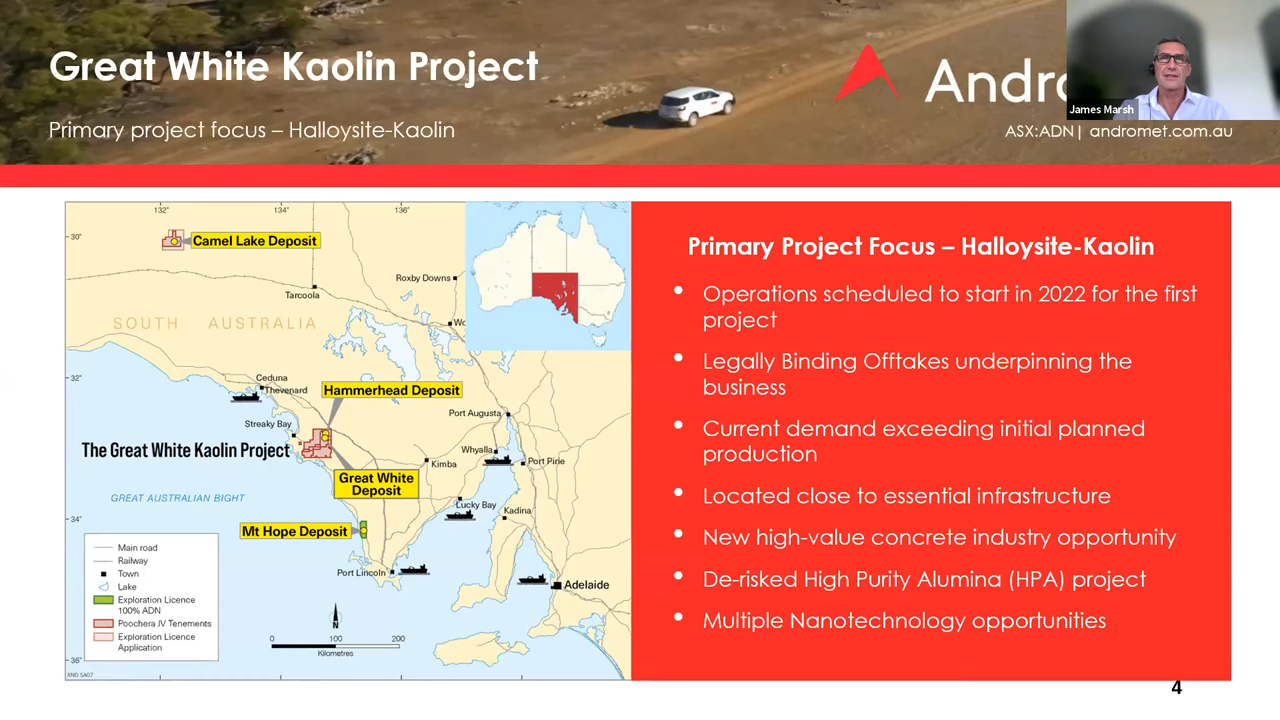 Great White Kaolin Project
Primary project focus – Halloysite-Kaolin
Andro
James Marsh
ASX:ADN| andromet.com.au
132°
134°
136°
30°
Camel Lake Deposit
Roxby Downs
Tarcoola
SOUTH AUSTRALIA
Wo
32°
Ceduna
Thevenard
Hammerhead Deposit
Port Augusta
Streaky Bay
The Great White Kaolin Project
Whyalla
Port Pirie
Kimba
Great White
Deposit
GREAT AUSTRALIAN BIGHT
Lucky Bay
Kadina
34°
Mt Hope Deposit
Port Lincoln
Adelaide
Main road
Railway
Town
Lake
Exploration Licence
100% ADN
Poochera JV Tenements
Exploration Licence
Application
N
0 100 200
Kilometres
36°
AND SA07
Primary Project Focus – Halloysite-Kaolin
• Operations scheduled to start in 2022 for the first
project
• Legally Binding Offtakes underpinning the
business
• Current demand exceeding initial planned
production
• Located close to essential infrastructure
• New high-value concrete industry opportunity
• De-risked High Purity Alumina (HPA) project
• Multiple Nanotechnology opportunities
4